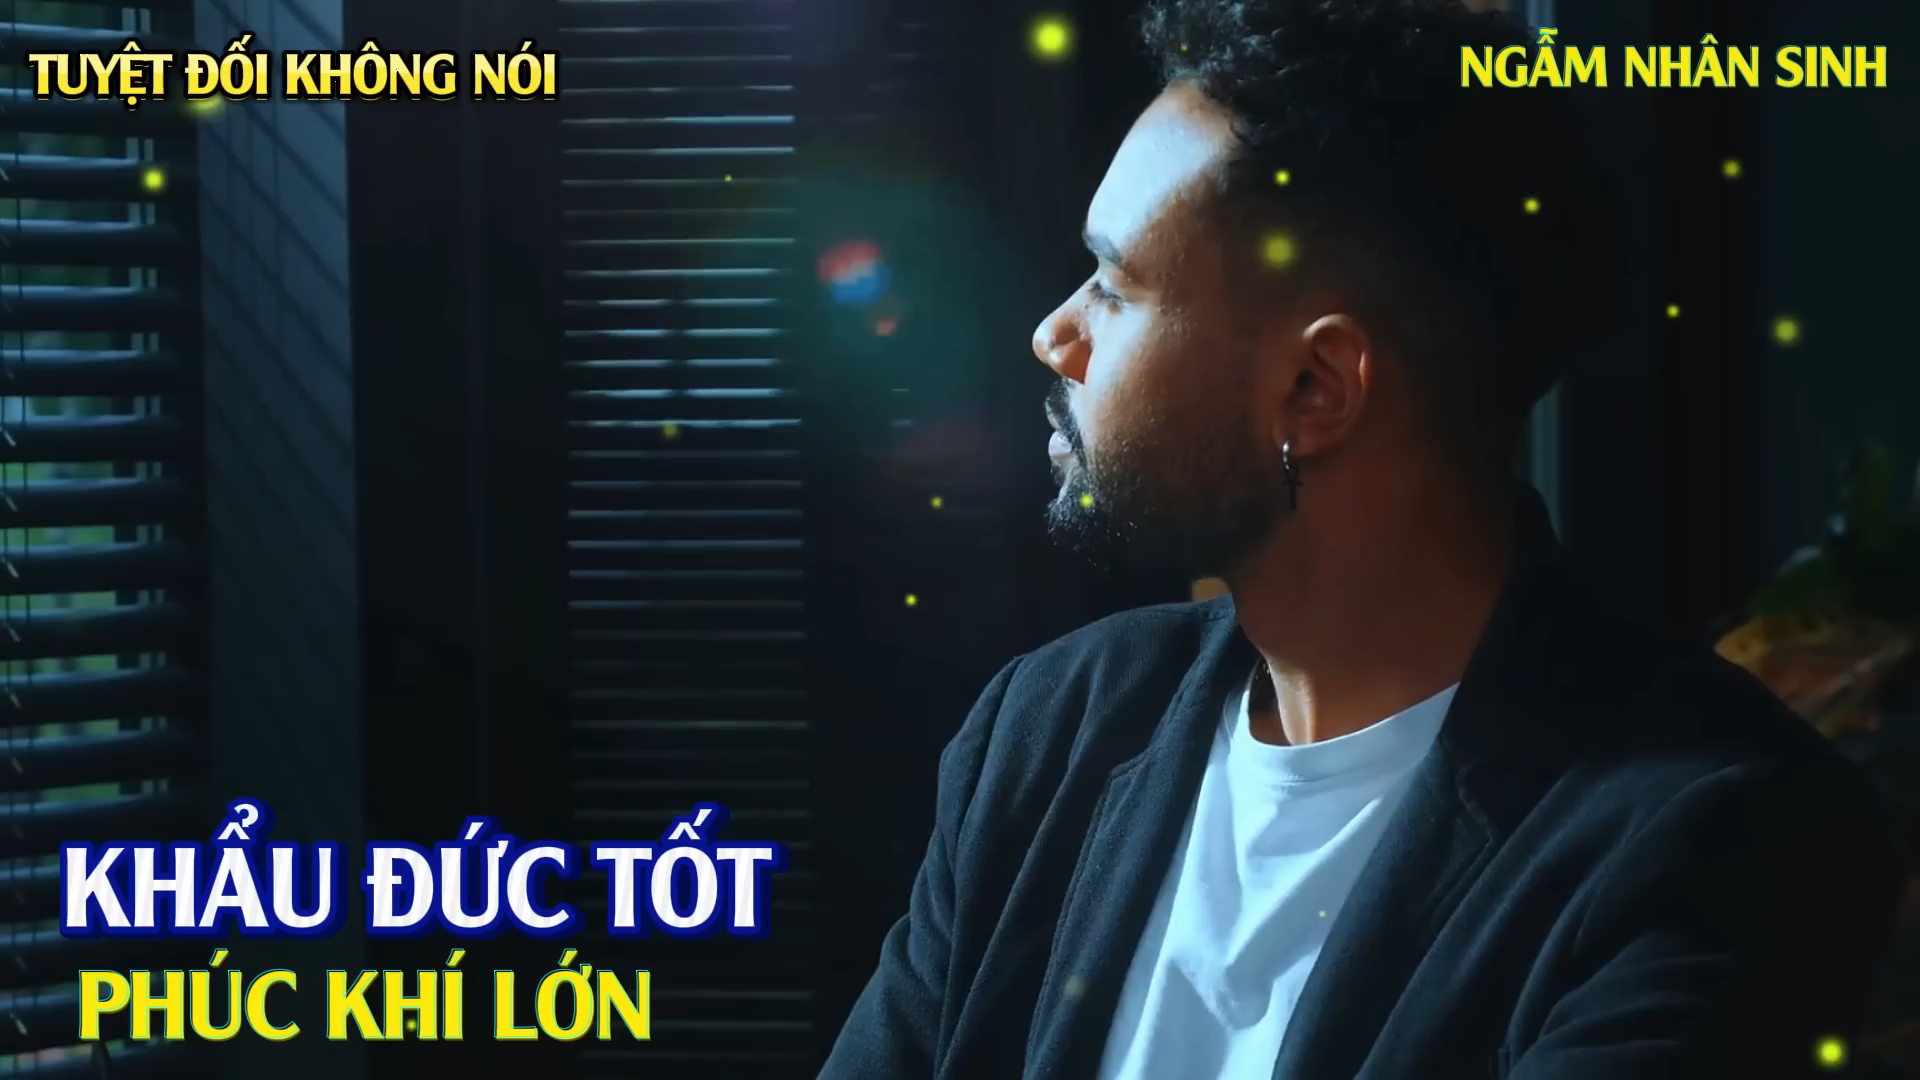 TUYỆT ĐỐI KHÔNG NÓI
NGẪM NHÂN SINH
KHẨU ĐỨC TỐT
PHÚC KHÍ LỚN